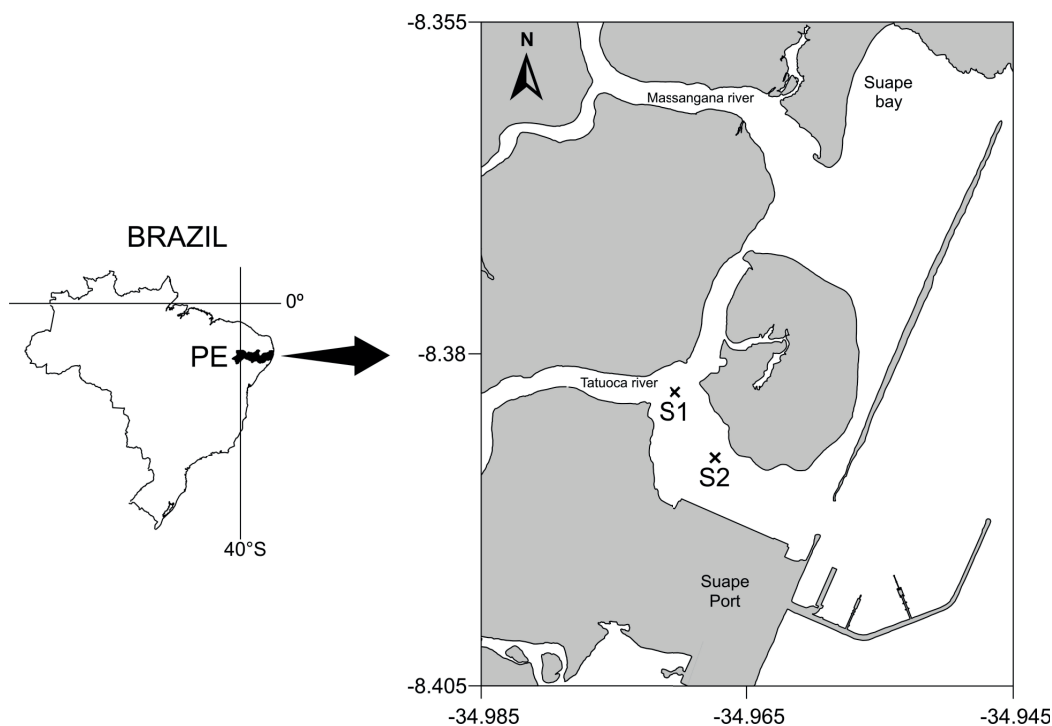 BRAZIL
0º
PE
40°S
-8.355
-8.38
-8.405
-34.985
-34.965
-34.945
N
Massangana river
Suape
bay
Tatuoca river
S1
S2
Suape
Port